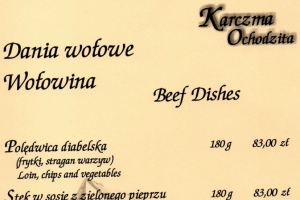 Karczma
Ochodzita
Dania wołowe
Wołowina
Beef Dishes
Polędwica diabelska 180g 83,00 zł
(frytki, stragan warzyw)
Loin, chips and vegetables
Stek w sosie z zielonego pieprzu 180g 83,00 zł